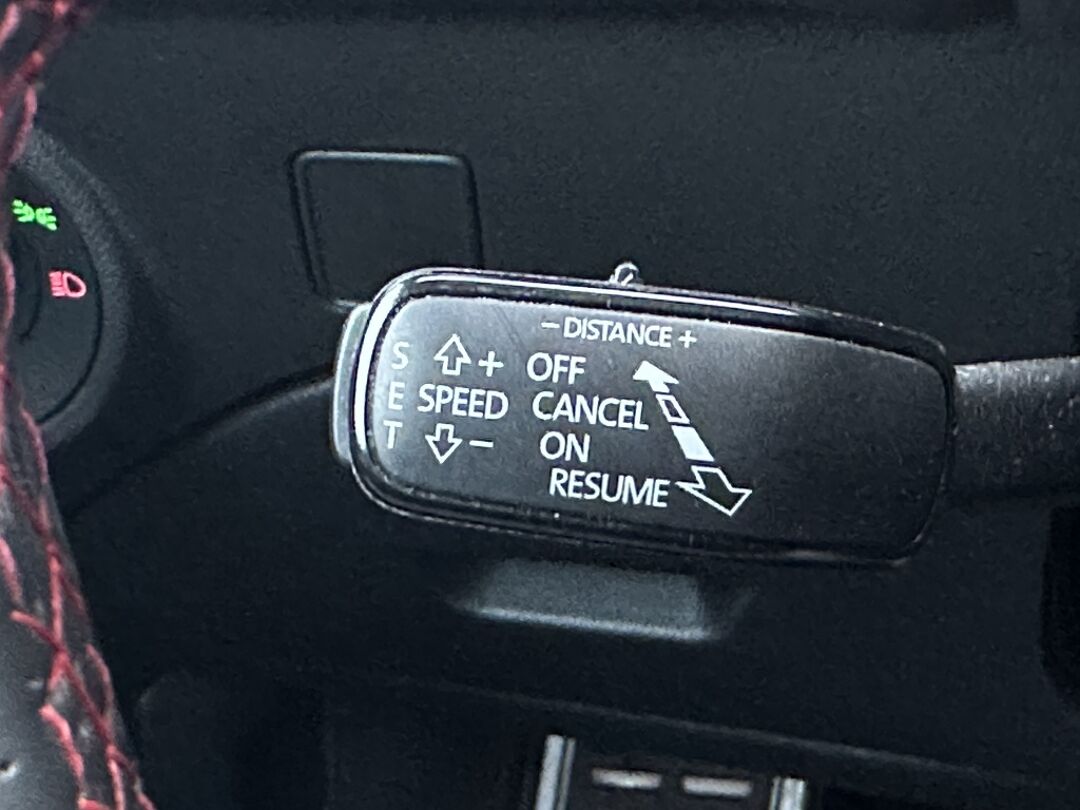 - DISTANCE +
S + OFF
E SPEED CANCEL
T - ON
RESUME